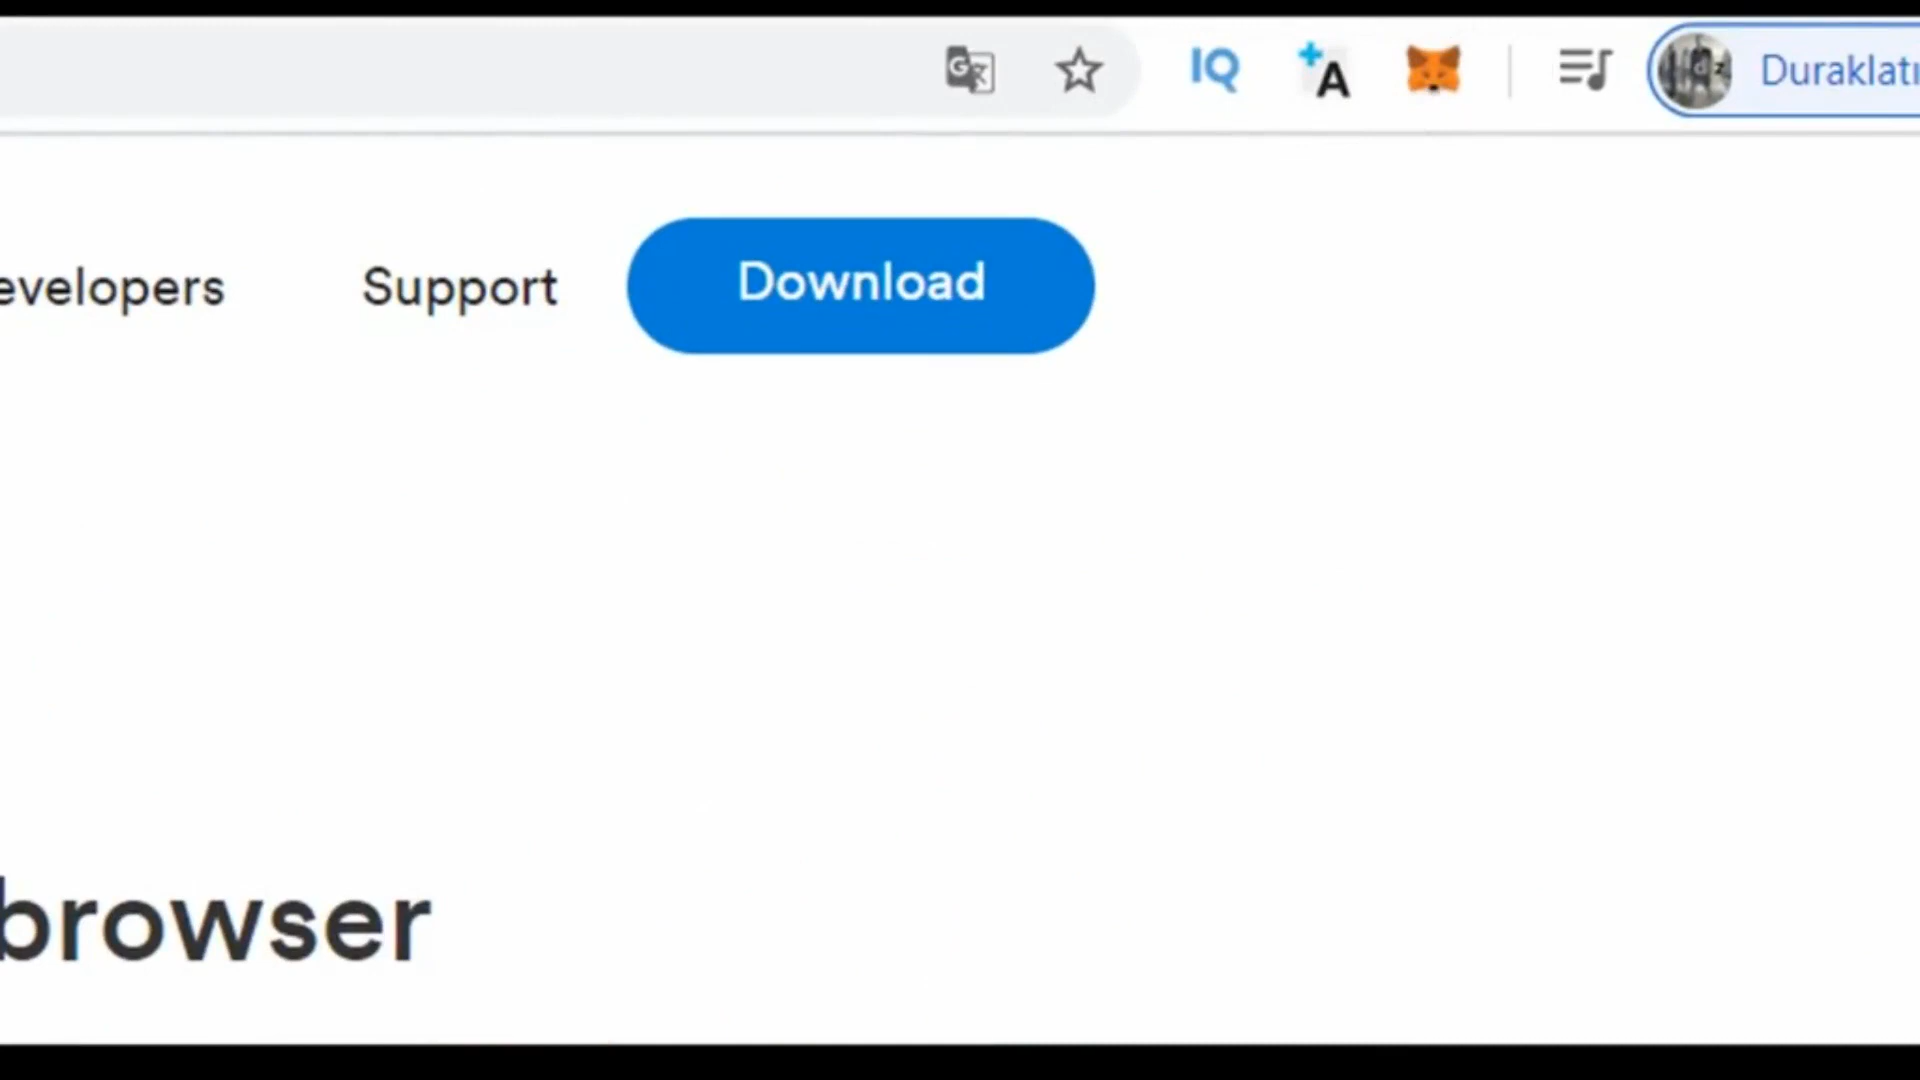 IQ
A
Duraklatı
evelopers Support Download
browser